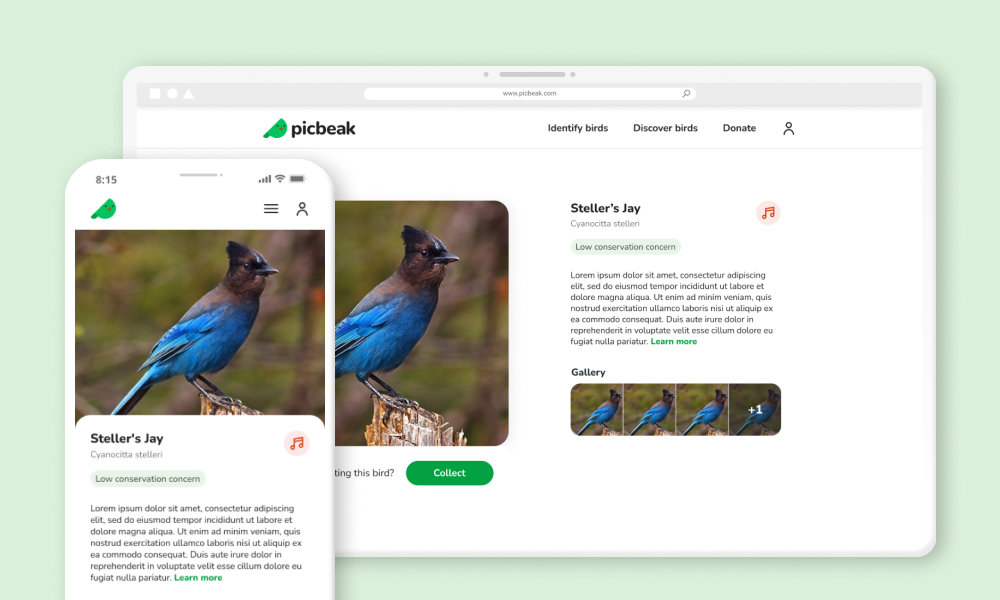 www.picbeak.com
picbeak
Identify birds
Discover birds
Donate
8:15
Steller's Jay
Cyanocitta stelleri
Low conservation concern
Lorem ipsum dolor sit amet, consectetur adipiscing
elit, sed do eiusmod tempor incididunt ut labore et
dolore magna aliqua. Ut enim ad minim veniam, quis
nostrud exercitation ullamco laboris nisi ut aliquip ex
ea commodo consequat. Duis aute irure dolor in
reprehenderit in voluptate velit esse cillum dolore eu
fugiat nulla pariatur. Learn more
Steller’s Jay
Cyanocitta stelleri
Low conservation concern
Lorem ipsum dolor sit amet, consectetur adipiscing
elit, sed do eiusmod tempor incididunt ut labore et
dolore magna aliqua. Ut enim ad minim veniam, quis
nostrud exercitation ullamco laboris nisi ut aliquip ex
ea commodo consequat. Duis aute irure dolor in
reprehenderit in voluptate velit esse cillum dolore eu
fugiat nulla pariatur. Learn more
Gallery
+1
ting this bird?
Collect